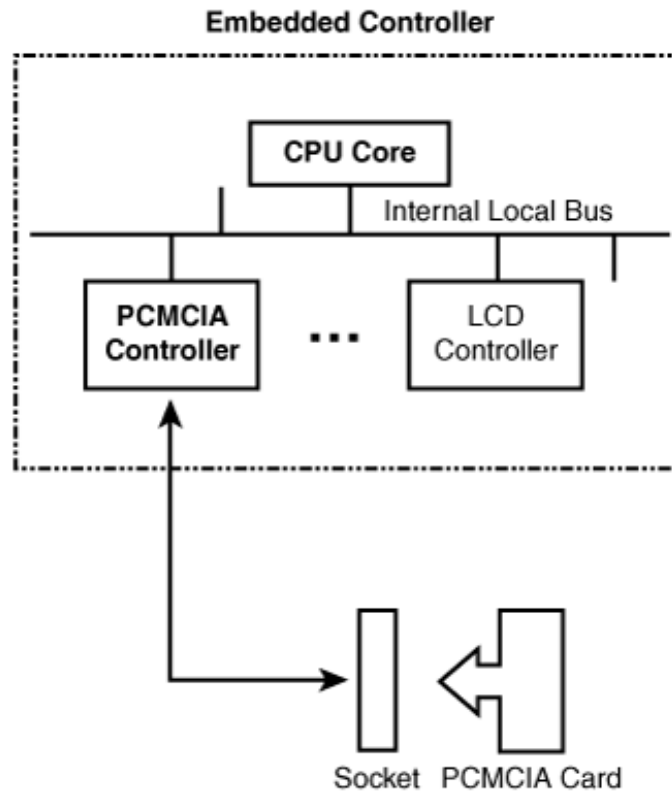 Embedded Controller
CPU Core
Internal Local Bus
PCMCIA
Controller
...
LCD
Controller
Socket
PCMCIA Card